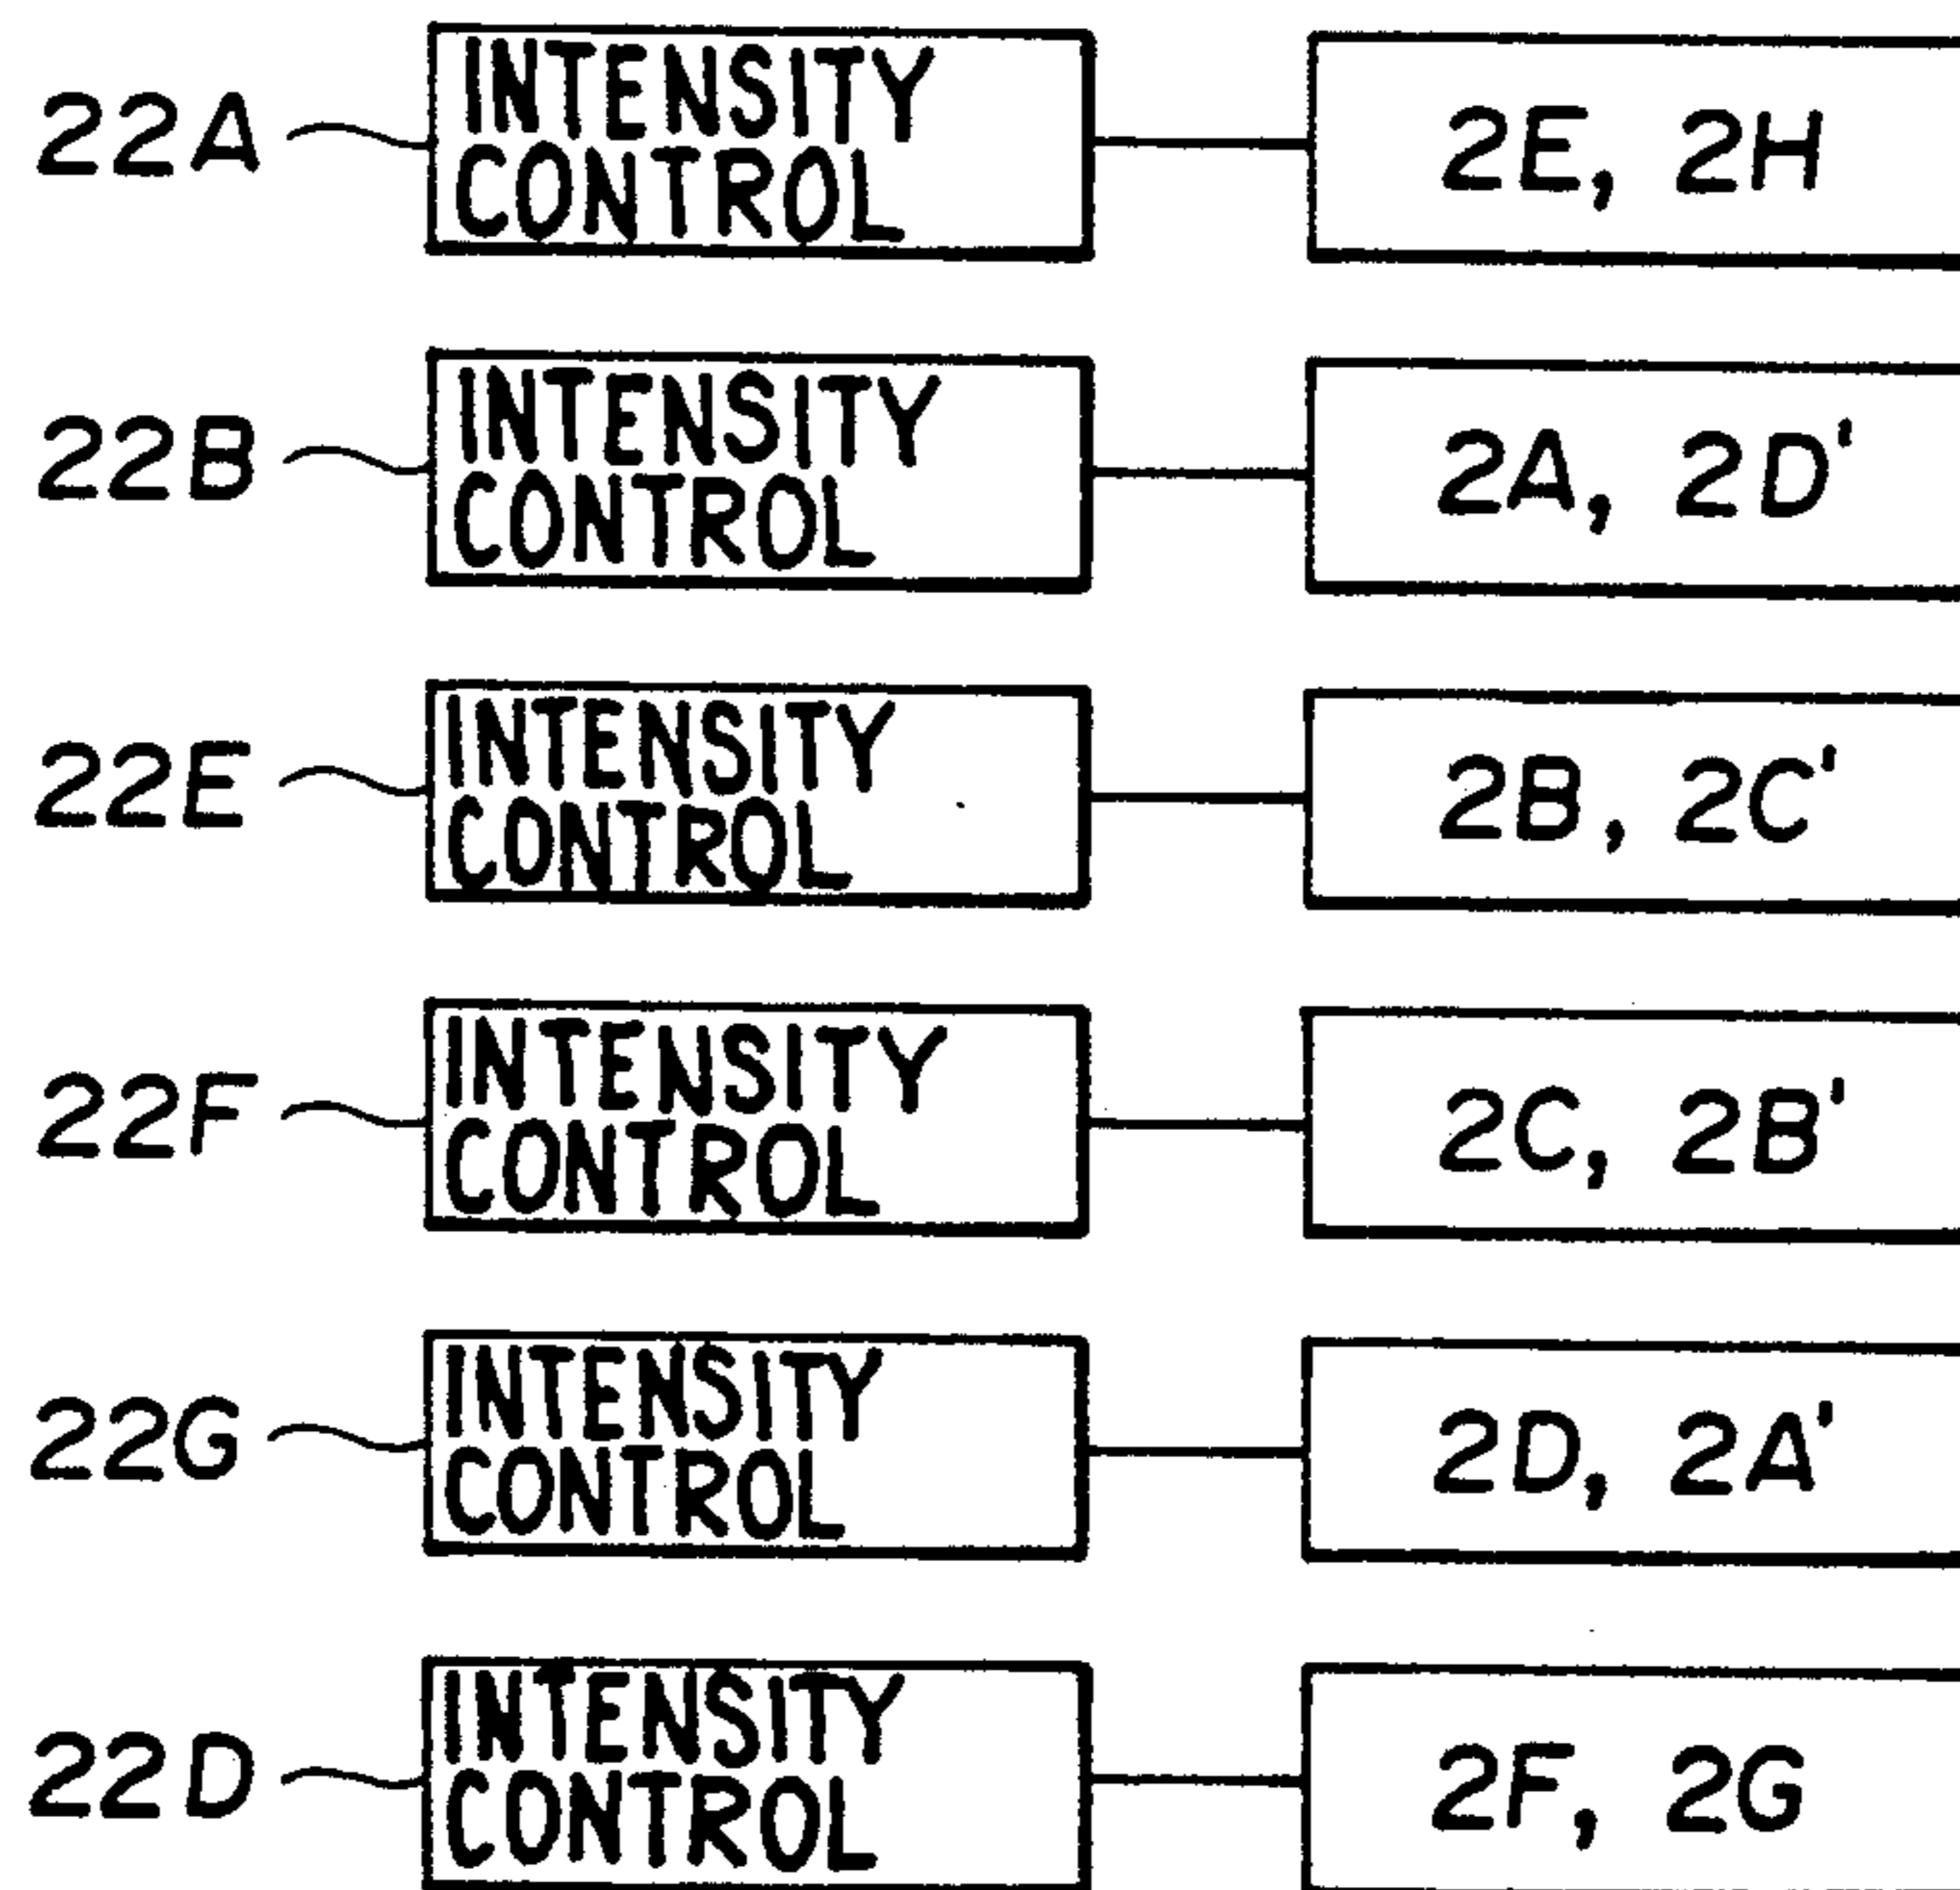 22A INTENSITY CONTROL 2E, 2H
22B INTENSITY CONTROL 2A, 2D'
22E INTENSITY CONTROL 2B, 2C'
22F INTENSITY CONTROL 2C, 2B'
22G INTENSITY CONTROL 2D, 2A'
22D INTENSITY CONTROL 2F, 2G